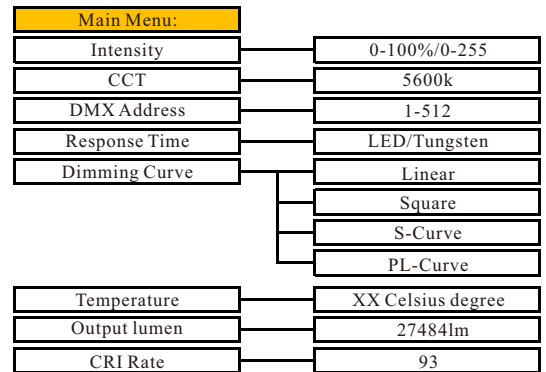 Main Menu:
Intensity 0-100%/0-255
CCT 5600k
DMX Address 1-512
Response Time LED/Tungsten
Dimming Curve Linear
Square
S-Curve
PL-Curve
Temperature XX Celsius degree
Output lumen 27484lm
CRI Rate 93